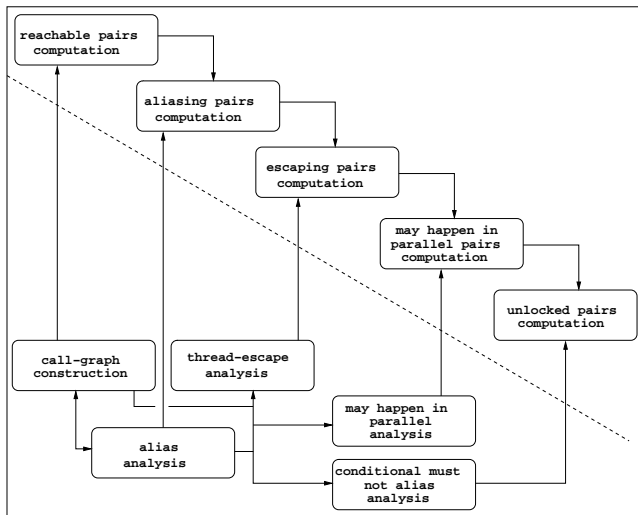 reachable pairs
computation
aliasing pairs
computation
escaping pairs
computation
may happen in
parallel pairs
computation
unlocked pairs
computation
call-graph
construction
thread-escape
analysis
may happen in
parallel
analysis
alias
analysis
conditional must
not alias
analysis